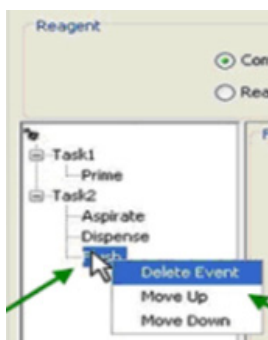 Reagent
Con
Rea
Task1
Prime
Task2
Aspirate
Dispense
Delete Event
Move Up
Move Down